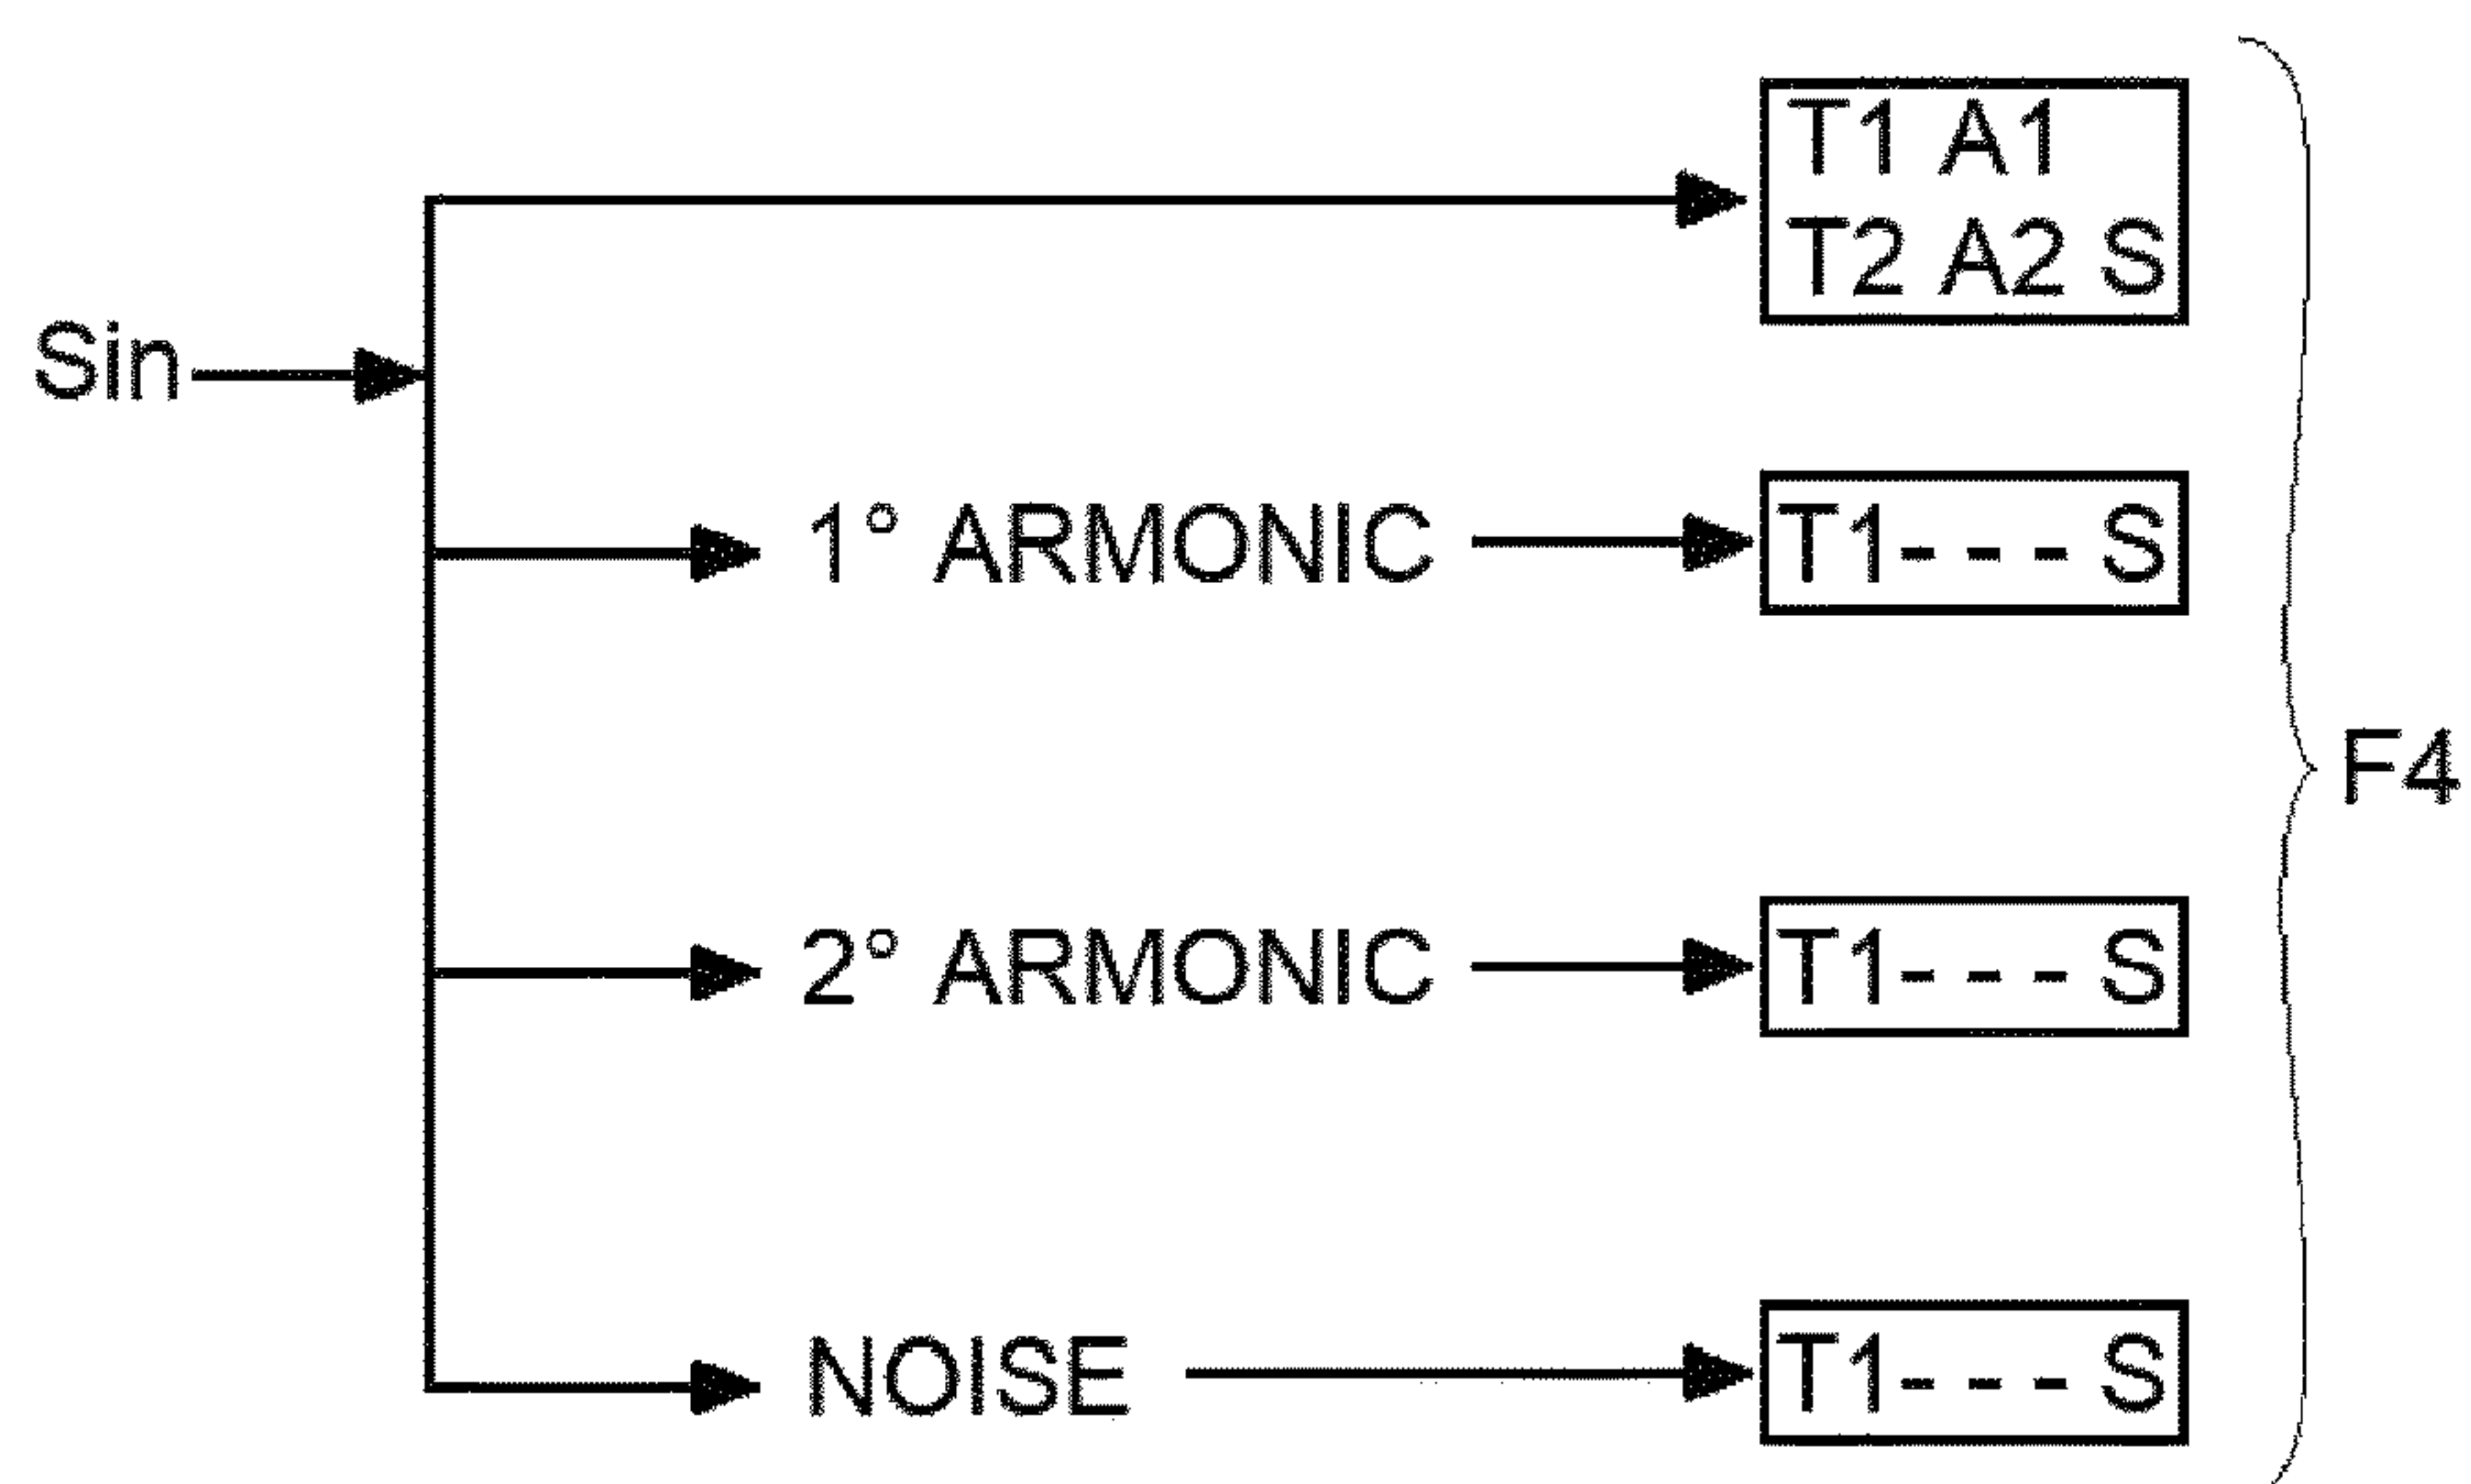 T1 A1
T2 A2 S
Sin
1° ARMONIC
T1- - - S
F4
2° ARMONIC
T1- - - S
NOISE
T1- - - S